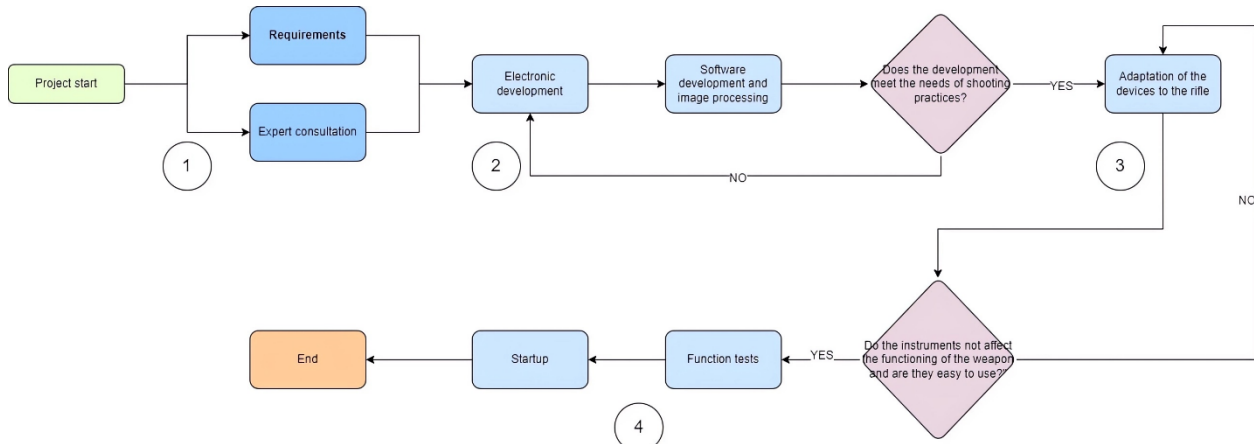 Project start
Requirements
Expert consultation
1
Electronic
development
2
Software
development and
image processing
Does the development
meet the needs of shooting
practices?
YES
NO
Adaptation of the
devices to the rifle
3
NO
Do the instruments not affect
the functioning of the weapon
and are they easy to use?"
YES
Function tests
Startup
End
4